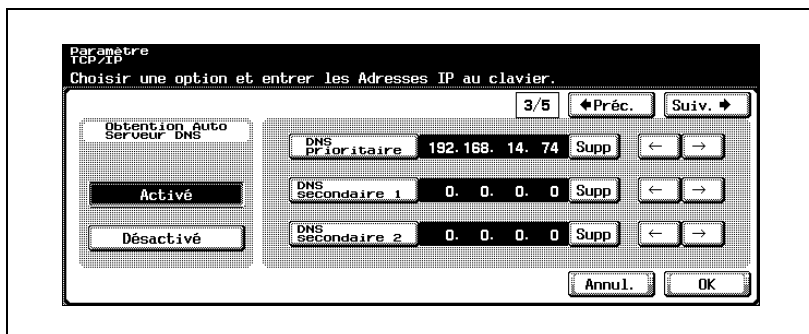 Paramètre
TCP/IP
Choisir une option et entrer les Adresses IP au clavier.
3/5 ←Préc. Suiv. →
Obtention Auto
Serveur DNS
Activé
Désactivé
DNS
prioritaire 192.168. 14. 74 Supp ← →
DNS
secondaire 1 0. 0. 0. 0 Supp ← →
DNS
secondaire 2 0. 0. 0. 0 Supp ← →
Annul. OK